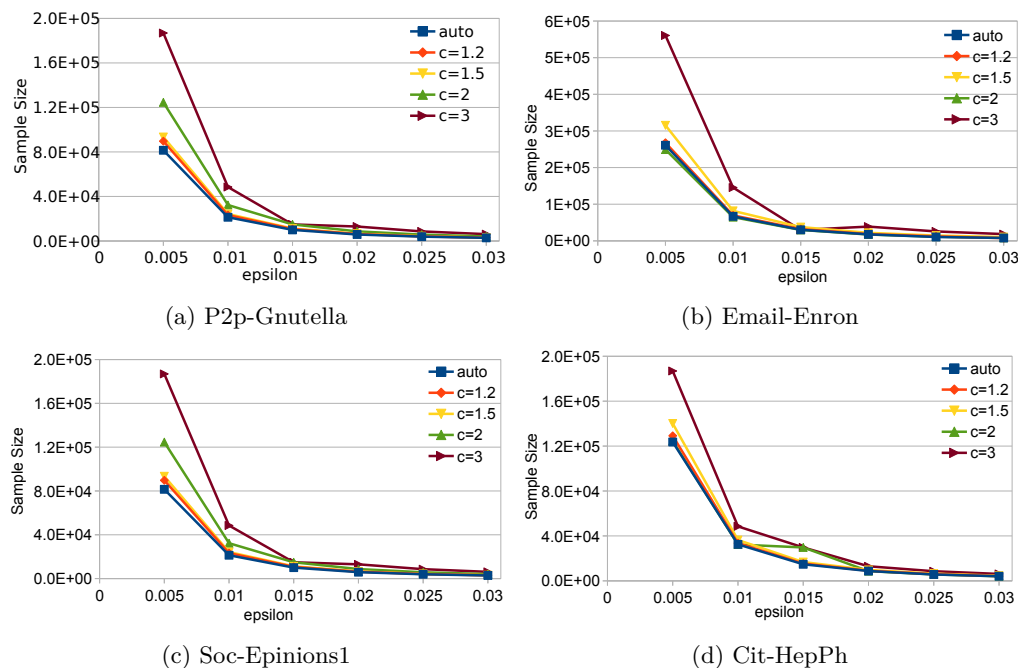 2.0E+05
1.6E+05
1.2E+05
8.0E+04
4.0E+04
0.0E+00
Sample Size
0 0.005 0.01 0.015 0.02 0.025 0.03
epsilon
auto
c=1.2
c=1.5
c=2
c=3
(a) P2p-Gnutella
6E+05
5E+05
4E+05
3E+05
2E+05
1E+05
0E+00
Sample Size
0 0.005 0.01 0.015 0.02 0.025 0.03
epsilon
auto
c=1.2
c=1.5
c=2
c=3
(b) Email-Enron
2.0E+05
1.6E+05
1.2E+05
8.0E+04
4.0E+04
0.0E+00
Sample Size
0 0.005 0.01 0.015 0.02 0.025 0.03
epsilon
auto
c=1.2
c=1.5
c=2
c=3
(c) Soc-Epinions1
2.0E+05
1.6E+05
1.2E+05
8.0E+04
4.0E+04
0.0E+00
Sample Size
0 0.005 0.01 0.015 0.02 0.025 0.03
epsilon
auto
c=1.2
c=1.5
c=2
c=3
(d) Cit-HepPh